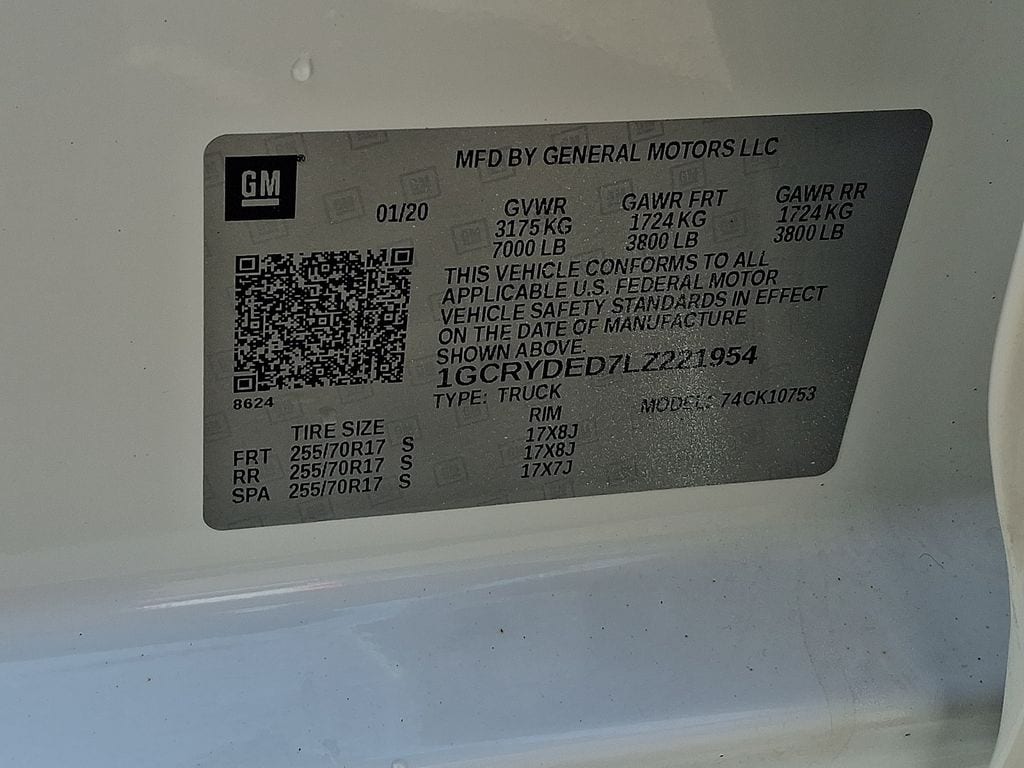 GM
MFD BY GENERAL MOTORS LLC
01/20
GVWR GAWR FRT GAWR RR
3175 KG 1724 KG 1724 KG
7000 LB 3800 LB 3800 LB
THIS VEHICLE CONFORMS TO ALL
APPLICABLE U.S. FEDERAL MOTOR
VEHICLE SAFETY STANDARDS IN EFFECT
ON THE DATE OF MANUFACTURE
SHOWN ABOVE.
1GCRYDED7LZ221954
8624
TYPE: TRUCK MODEL: 74CK10753
TIRE SIZE RIM
FRT 255/70R17 S 17X8J
RR 255/70R17 S 17X8J
SPA 255/70R17 S 17X7J